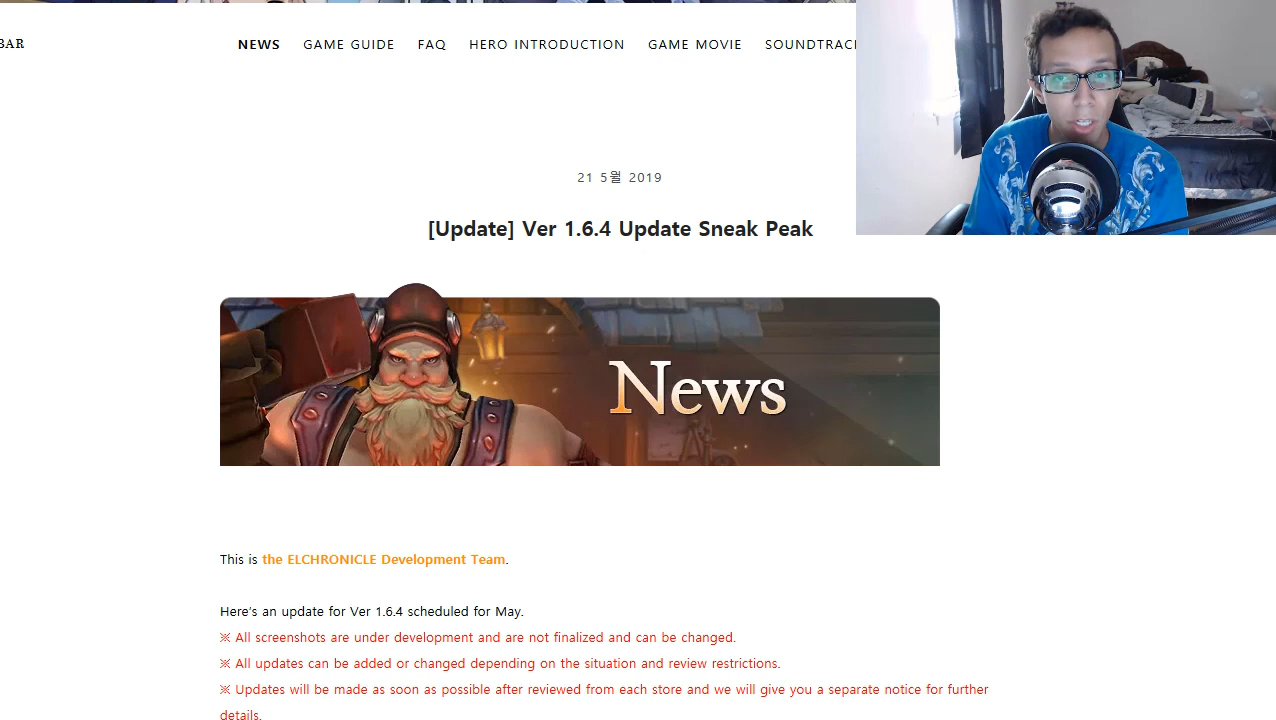 BAR NEWS GAME GUIDE FAQ HERO INTRODUCTION GAME MOVIE
21 5월 2019
[Update] Ver 1.6.4 Update Sneak Peak
News
This is the ELCHRONICLE Development Team.
Here's an update for Ver 1.6.4 scheduled for May.
※ All screenshots are under development and are not finalized and can be changed.
※ All updates can be added or changed depending on the situation and review restrictions.
※ Updates will be made as soon as possible after reviewed from each store and we will give you a separate notice for further
details.